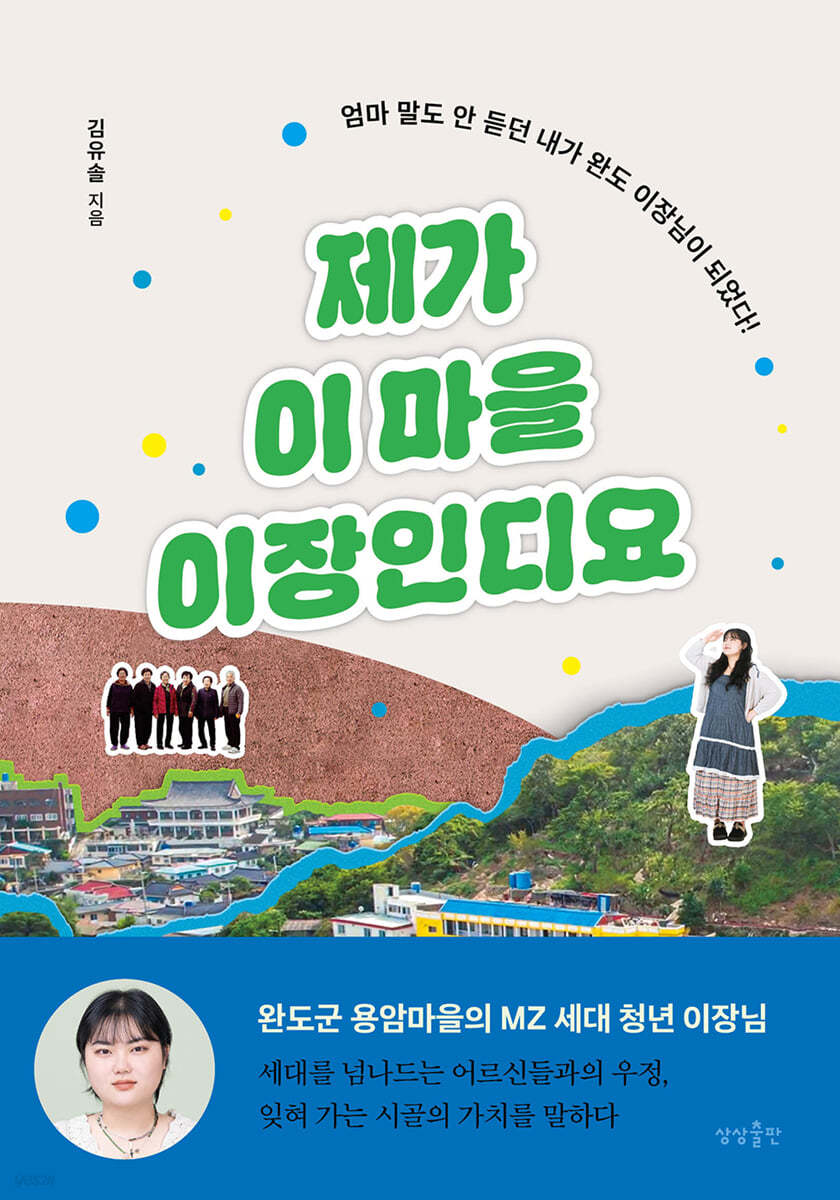 엄마 말도 안 듣던 내가 완도 이장님이 되었다!
김유솔 지음
제가
이 마을
이장인디요
완도군 용암마을의 MZ 세대 청년 이장님
세대를 넘나드는 어르신들과의 우정,
잊혀 가는 시골의 가치를 말하다
상상출판
yes24